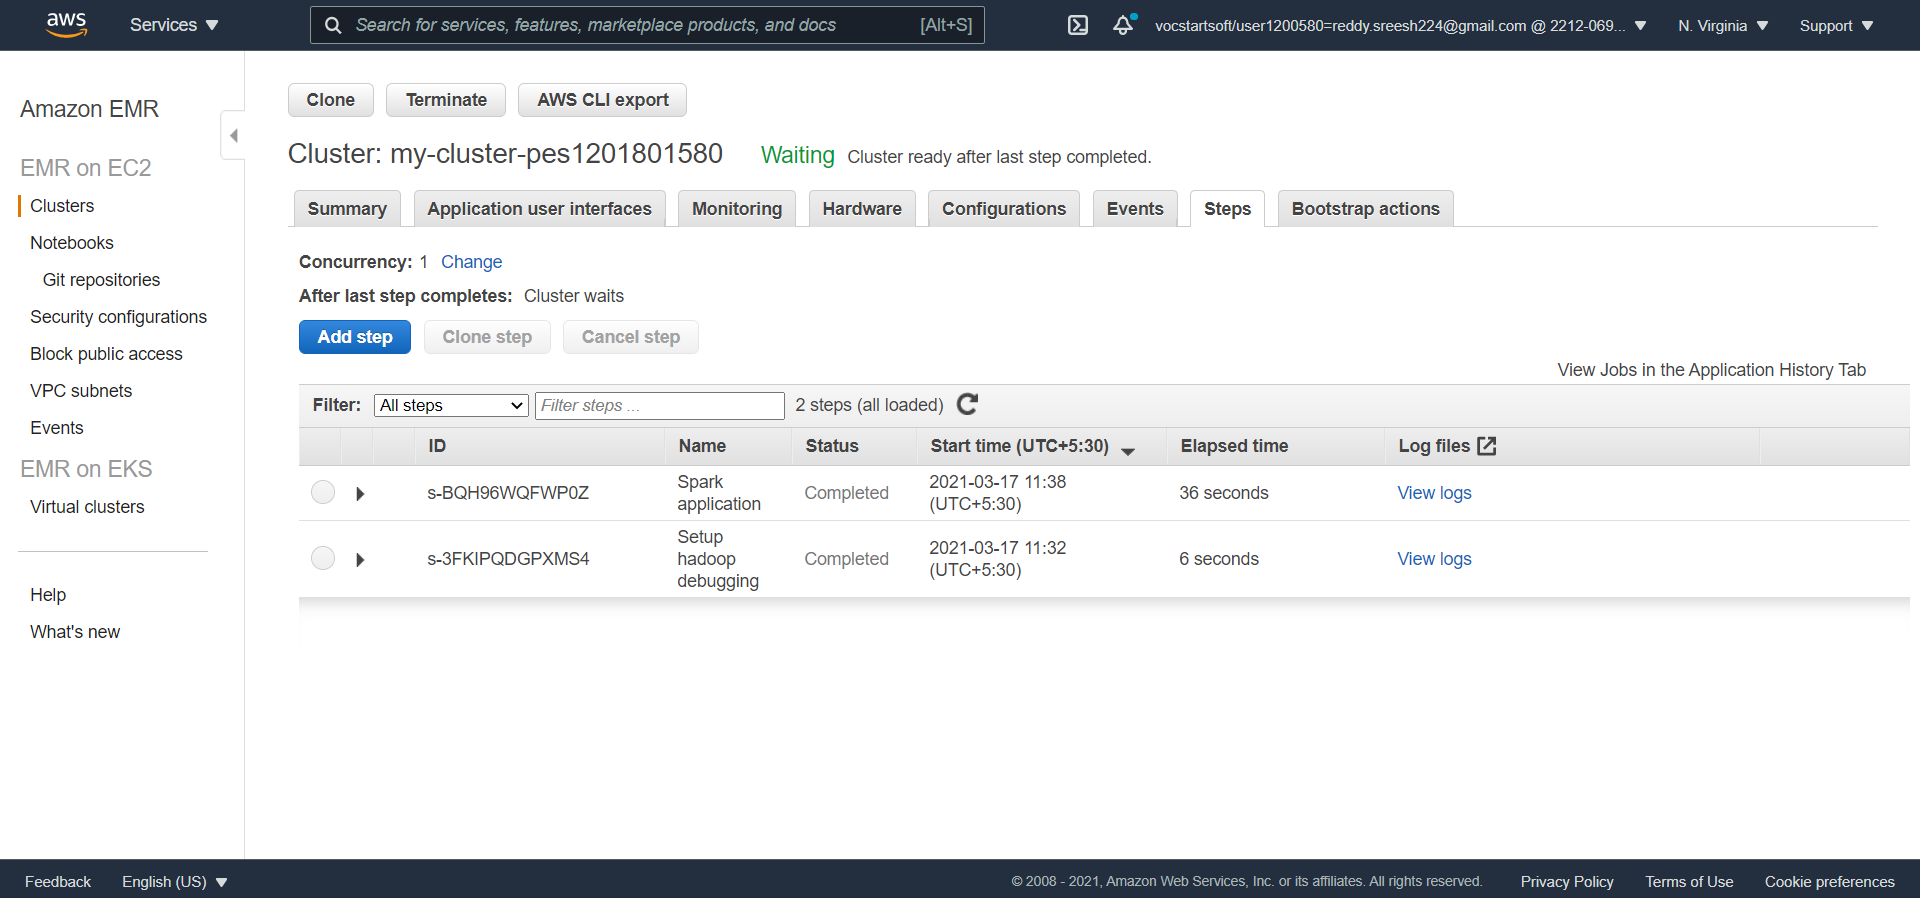 aws
Services
Search for services, features, marketplace products, and docs [Alt+S]
vocstartsoft/user1200580=reddy.sreesh224@gmail.com @ 2212-069...
N. Virginia
Support
Amazon EMR
EMR on EC2
Clusters
Notebooks
Git repositories
Security configurations
Block public access
VPC subnets
Events
EMR on EKS
Virtual clusters
Help
What's new
Clone Terminate AWS CLI export
Cluster: my-cluster-pes1201801580 Waiting Cluster ready after last step completed.
Summary Application user interfaces Monitoring Hardware Configurations Events Steps Bootstrap actions
Concurrency: 1 Change
After last step completes: Cluster waits
Add step Clone step Cancel step
View Jobs in the Application History Tab
Filter: All steps Filter steps ... 2 steps (all loaded)
ID Name Status Start time (UTC+5:30) Elapsed time Log files
s-BQH96WQFWP0Z Spark application Completed 2021-03-17 11:38 (UTC+5:30) 36 seconds View logs
s-3FKIPQDGPXMS4 Setup hadoop debugging Completed 2021-03-17 11:32 (UTC+5:30) 6 seconds View logs
Feedback English (US) © 2008 - 2021, Amazon Web Services, Inc. or its affiliates. All rights reserved. Privacy Policy Terms of Use Cookie preferences